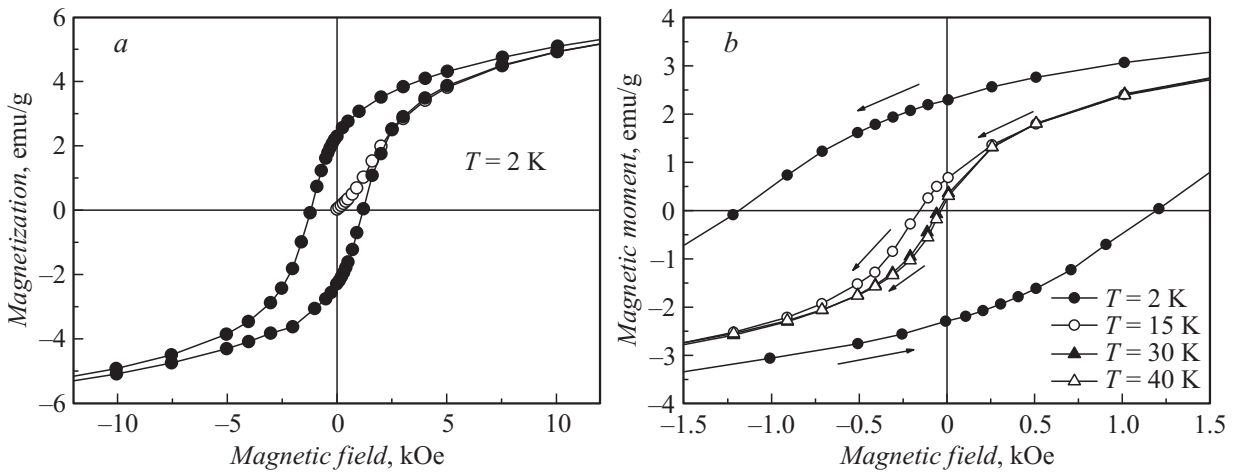 a
6
4
2
0
–2
–4
–6
Magnetization, emu/g
T = 2 K
–10
–5
0
5
10
Magnetic field, kOe
b
4
3
2
1
0
–1
–2
–3
–4
Magnetic moment, emu/g
T = 2 K
T = 15 K
T = 30 K
T = 40 K
–1.5
–1.0
–0.5
0
0.5
1.0
1.5
Magnetic field, kOe